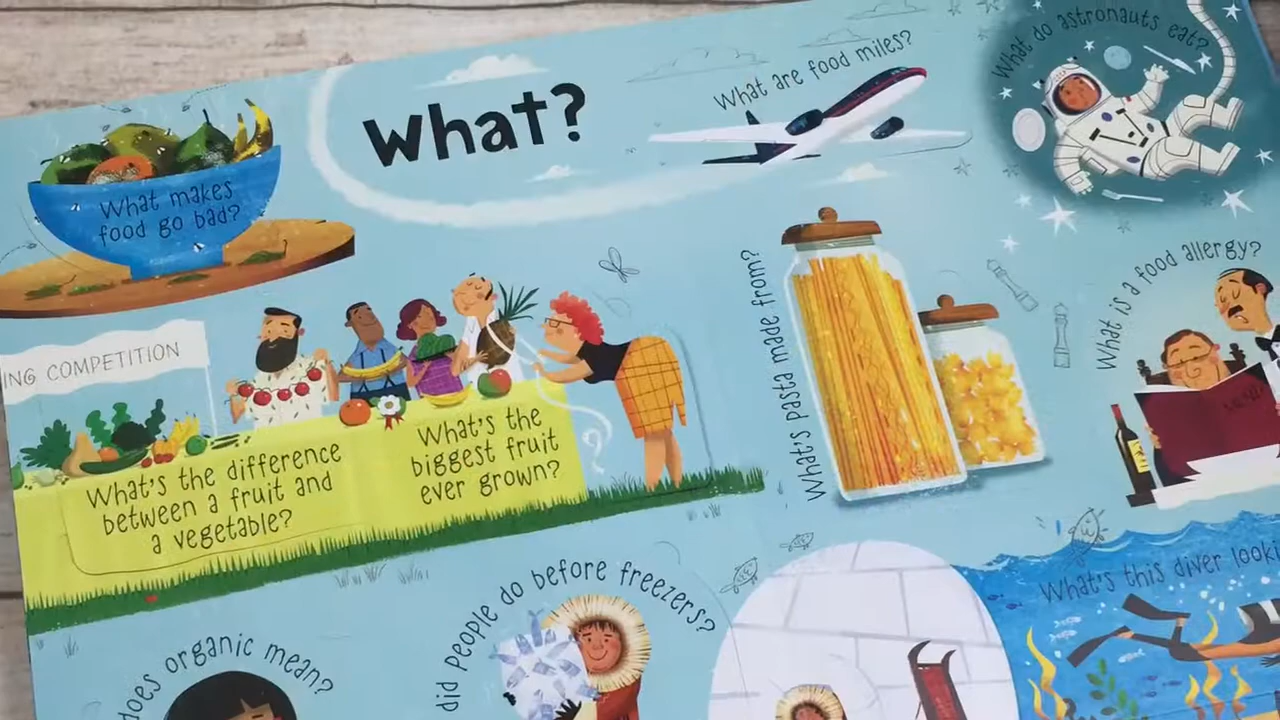 What?
What are food miles?
What do astronauts eat?
What makes
food go bad?
What's pasta made from?
What is a food allergy?
ING COMPETITION
What's the difference
between a fruit and
a vegetable?
What's the
biggest fruit
ever grown?
MENU
does organic mean?
did people do before freezers?
What's this diver looki